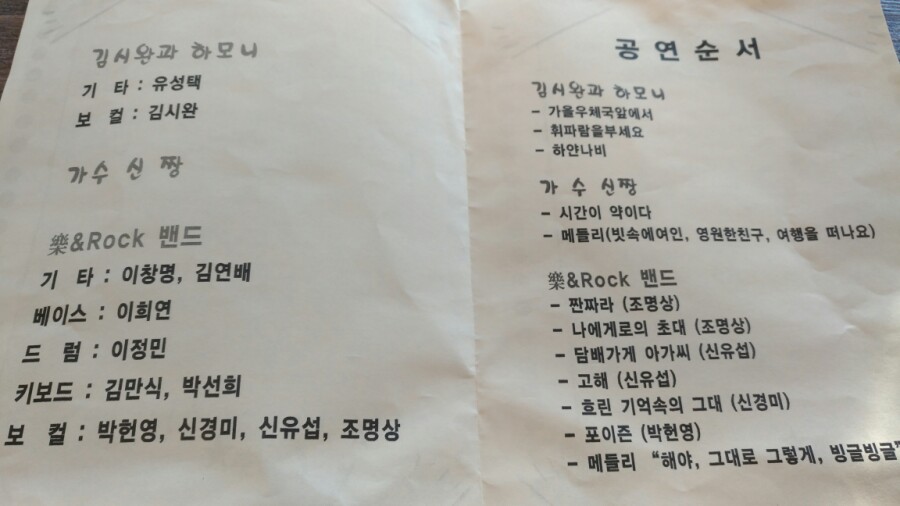 김시왕과 하모니
기 타 : 유성택
보 컬 : 김시완
가수 신 짱
樂&Rock 밴드
기 타 : 이창명, 김연배
베이스 : 이희연
드 럼 : 이정민
키보드 : 김만식, 박선희
보 컬 : 박헌영, 신경미, 신유섭, 조명상
공 연 순 서
김시왕과 하모니
- 가을우체국앞에서
- 휘파람을부세요
- 하얀나비
가 수 신짱
- 시간이 약이다
- 메들리(빗속에여인, 영원한친구, 여행을 떠나요)
樂&Rock 밴드
- 짠짜라 (조명상)
- 나에게로의 초대 (조명상)
- 담배가게 아가씨 (신유섭)
- 고해 (신유섭)
- 흐린 기억속의 그대 (신경미)
- 포이즌 (박헌영)
- 메들리 “해야, 그대로 그렇게, 빙글빙글”